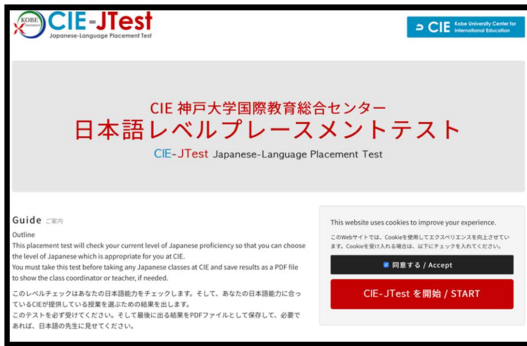 KOBE
CIE-JTest
Japanese-Language Placement Test
CIE Kobe University Center for
International Education
CIE 神戸大学国際教育総合センター
日本語レベルプレースメントテスト
CIE-JTest Japanese-Language Placement Test
Guide ご案内
Outline
This placement test will check your current level of Japanese proficiency so that you can choose
the level of Japanese which is appropriate for you at CIE.
You must take this test before taking any Japanese classes at CIE and save results as a PDF file
to show the class coordinator or teacher, if needed.
このレベルチェックはあなたの日本語能力をチェックします。そして、あなたの日本語能力に合っ
ているCIEが提供している授業を選ぶための結果を出します。
このテストを必ず受けてください。そして最後に出る結果をPDFファイルとして保存して、必要で
あれば、日本語の先生に見せてください。
This website uses cookies to improve your experience.
このWebサイトでは、Cookieを使用してエクスペリエンスを向上させてい
ます。Cookieを受け入れる場合は、以下にチェックを入れてください。
同意する / Accept
CIE-JTest を開始 / START